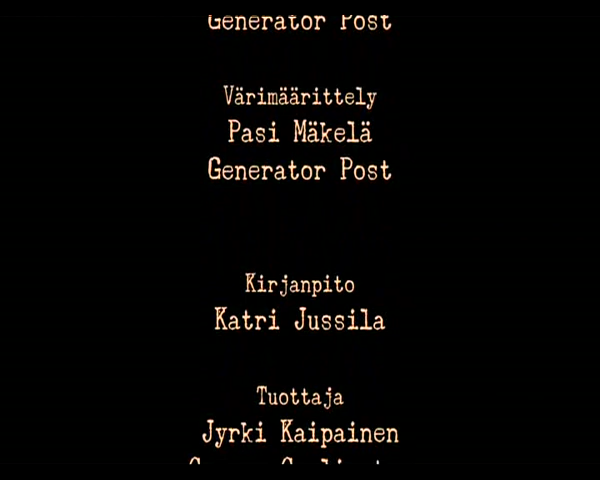 Generator Post
Värimäärittely
Pasi Mäkelä
Generator Post
Kirjanpito
Katri Jussila
Tuottaja
Jyrki Kaipainen